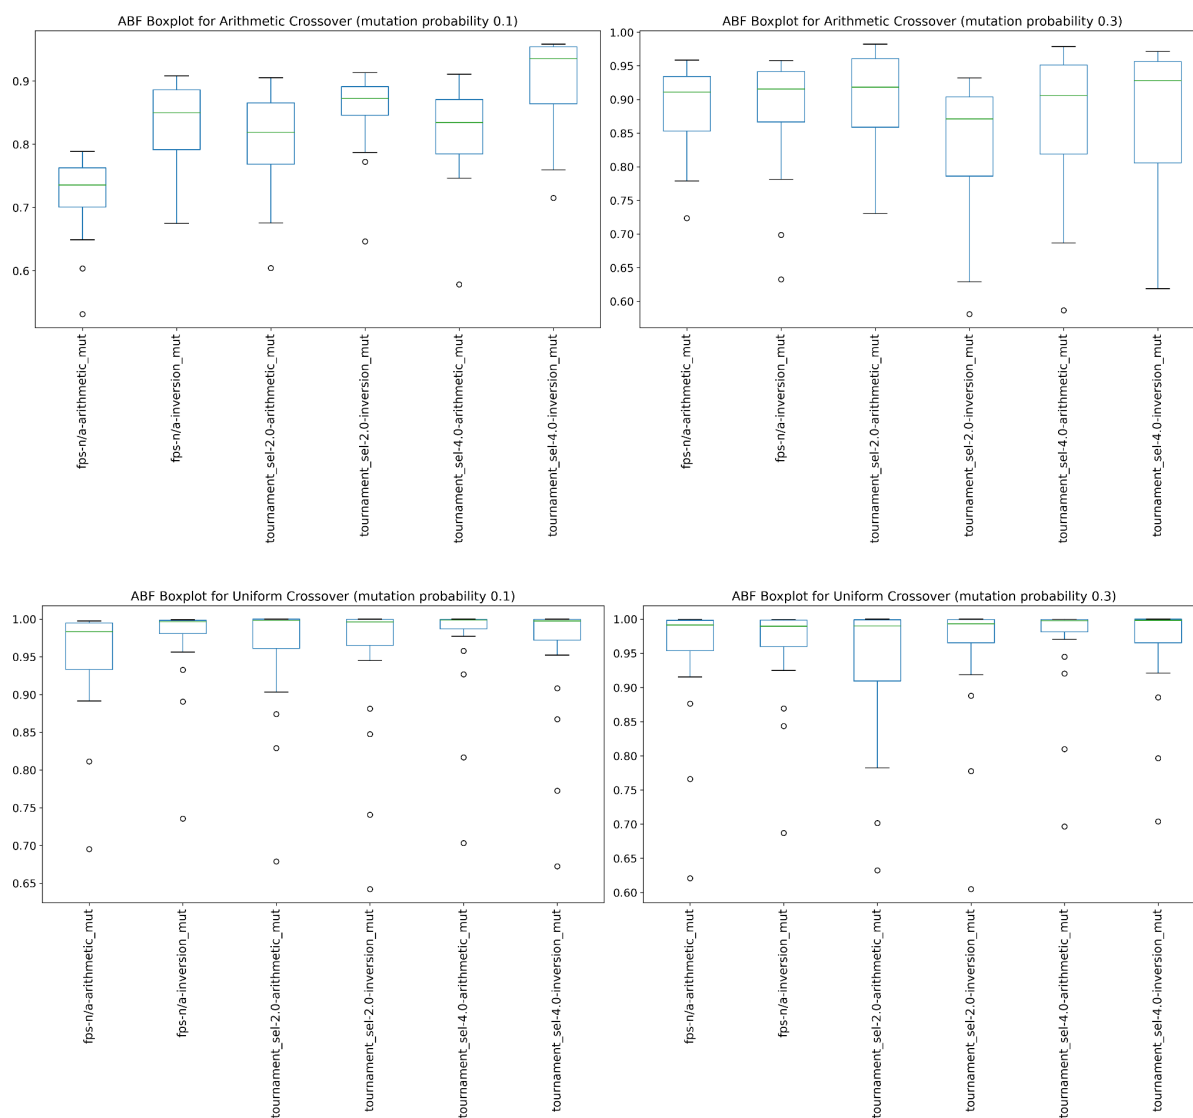 ABF Boxplot for Arithmetic Crossover (mutation probability 0.1)
0.9
0.8
0.7
0.6
fps-n/a-arithmetic_mut
fps-n/a-inversion_mut
tournament_sel-2.0-arithmetic_mut
tournament_sel-2.0-inversion_mut
tournament_sel-4.0-arithmetic_mut
tournament_sel-4.0-inversion_mut
ABF Boxplot for Arithmetic Crossover (mutation probability 0.3)
1.00
0.95
0.90
0.85
0.80
0.75
0.70
0.65
0.60
fps-n/a-arithmetic_mut
fps-n/a-inversion_mut
tournament_sel-2.0-arithmetic_mut
tournament_sel-2.0-inversion_mut
tournament_sel-4.0-arithmetic_mut
tournament_sel-4.0-inversion_mut
ABF Boxplot for Uniform Crossover (mutation probability 0.1)
1.00
0.95
0.90
0.85
0.80
0.75
0.70
0.65
fps-n/a-arithmetic_mut
fps-n/a-inversion_mut
tournament_sel-2.0-arithmetic_mut
tournament_sel-2.0-inversion_mut
tournament_sel-4.0-arithmetic_mut
tournament_sel-4.0-inversion_mut
ABF Boxplot for Uniform Crossover (mutation probability 0.3)
1.00
0.95
0.90
0.85
0.80
0.75
0.70
0.65
0.60
fps-n/a-arithmetic_mut
fps-n/a-inversion_mut
tournament_sel-2.0-arithmetic_mut
tournament_sel-2.0-inversion_mut
tournament_sel-4.0-arithmetic_mut
tournament_sel-4.0-inversion_mut